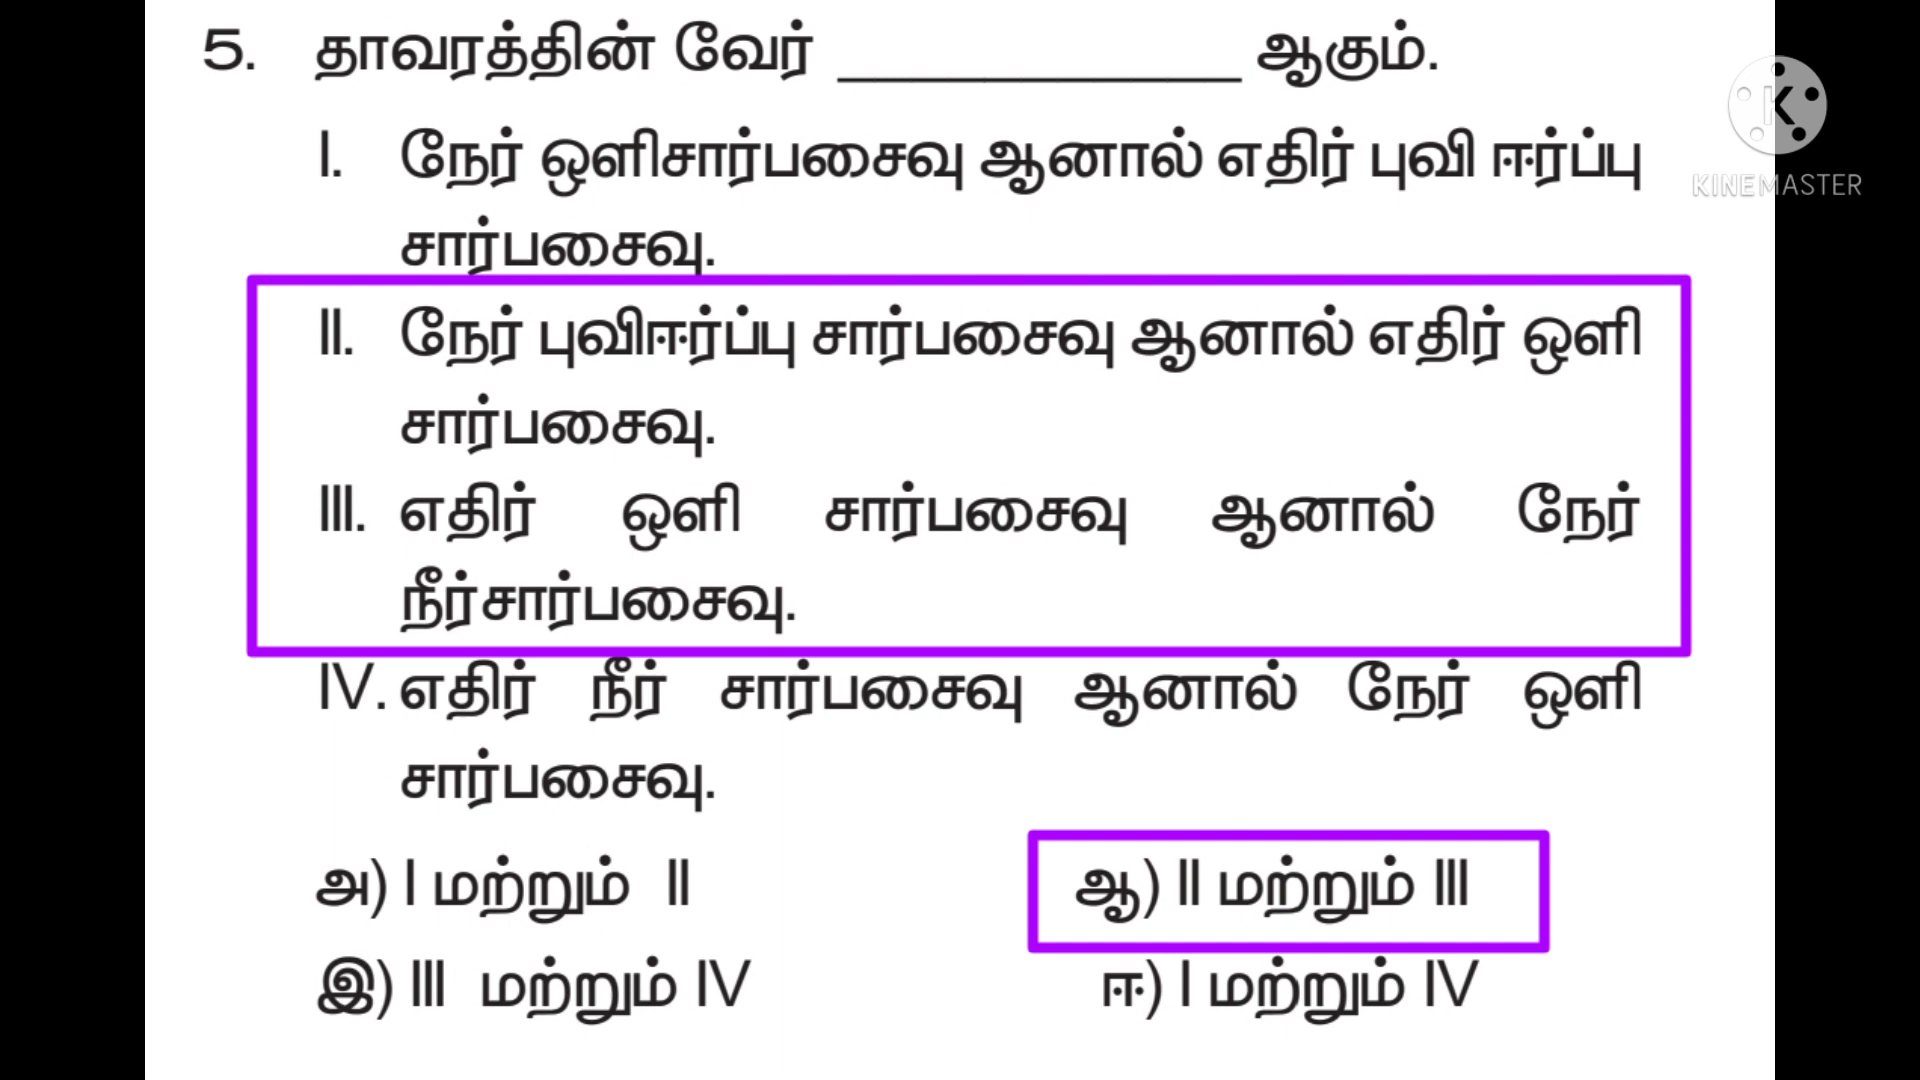 5. தாவரத்தின் வேர் ____________ ஆகும்.
I. நேர் ஒளிசார்பசைவு ஆனால் எதிர் புவி ஈர்ப்பு
சார்பசைவு.
II. நேர் புவிஈர்ப்பு சார்பசைவு ஆனால் எதிர் ஒளி
சார்பசைவு.
III. எதிர் ஒளி சார்பசைவு ஆனால் நேர்
நீர்சார்பசைவு.
IV. எதிர் நீர் சார்பசைவு ஆனால் நேர் ஒளி
சார்பசைவு.
அ) I மற்றும் II ஆ) II மற்றும் III
இ) III மற்றும் IV ஈ) I மற்றும் IV
K
KINEMASTER